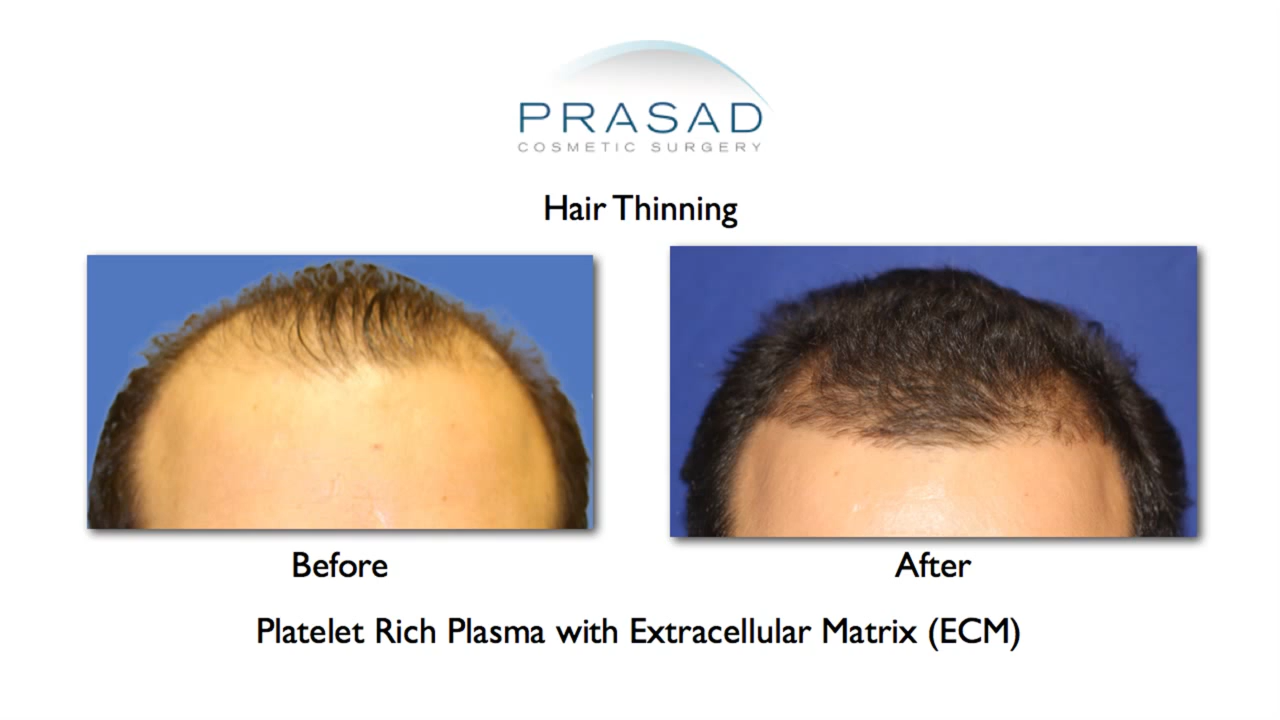 PRASAD
COSMETIC SURGERY
Hair Thinning
Before
After
Platelet Rich Plasma with Extracellular Matrix (ECM)